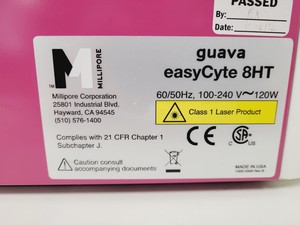 PASSED
MILLIPORE
TM
Millipore Corporation
25801 Industrial Blvd.
Hayward, CA 94545
(510) 576-1400
Complies with 21 CFR Chapter 1
Subchapter J.
Caution consult
accompanying documents
guava
easyCyte 8HT
60/50Hz, 100-240 V~120W
Class 1 Laser Product
C US
MADE IN USA